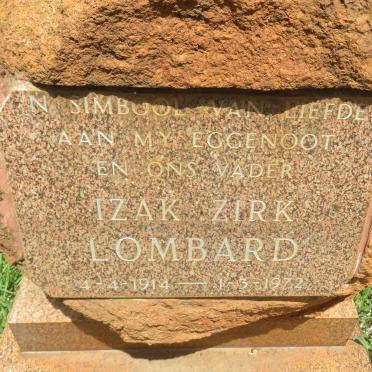 'N SIMBOOL VAN LIEFDE
AAN MY EGGENOOT
EN ONS VADER
IZAK ZIRK
LOMBARD
4-4-1914 — 1-3-1972